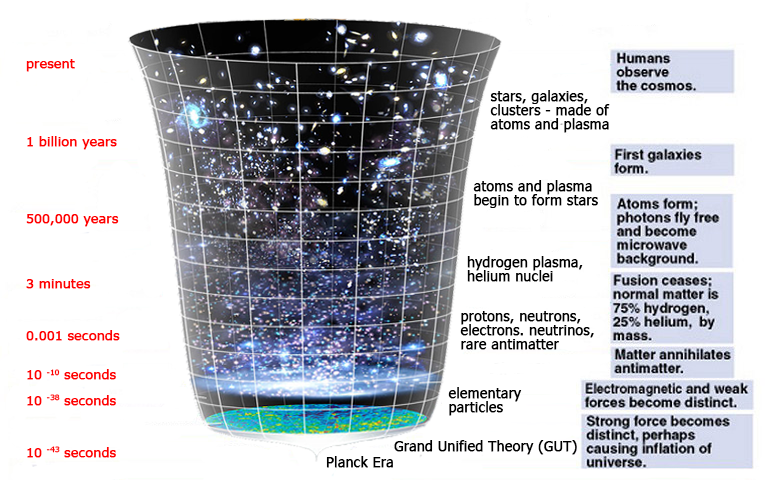 present
1 billion years
500,000 years
3 minutes
0.001 seconds
10 -10 seconds
10 -38 seconds
10 -43 seconds
stars, galaxies,
clusters - made of
atoms and plasma
atoms and plasma
begin to form stars
hydrogen plasma,
helium nuclei
protons, neutrons,
electrons. neutrinos,
rare antimatter
elementary
particles
Grand Unified Theory (GUT)
Planck Era
Humans
observe
the cosmos.
First galaxies
form.
Atoms form;
photons fly free
and become
microwave
background.
Fusion ceases;
normal matter is
75% hydrogen,
25% helium, by
mass.
Matter annihilates
antimatter.
Electromagnetic and weak
forces become distinct.
Strong force becomes
distinct, perhaps
causing inflation of
universe.